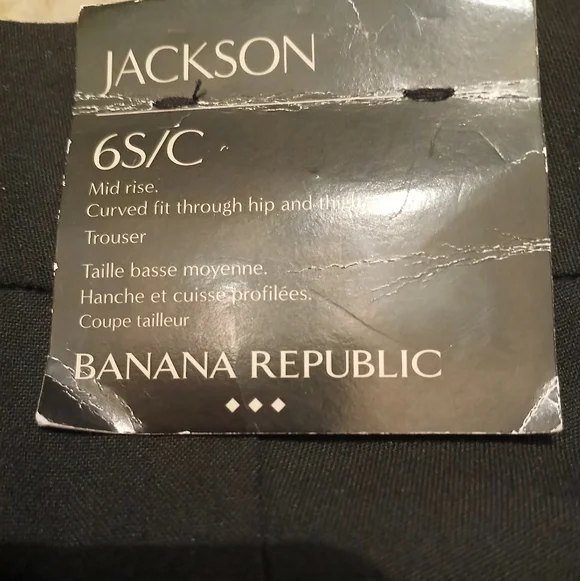 JACKSON
6S/C
Mid rise.
Curved fit through hip and thigh
Trouser
Taille basse moyenne.
Hanche et cuisse profilées.
Coupe tailleur
BANANA REPUBLIC